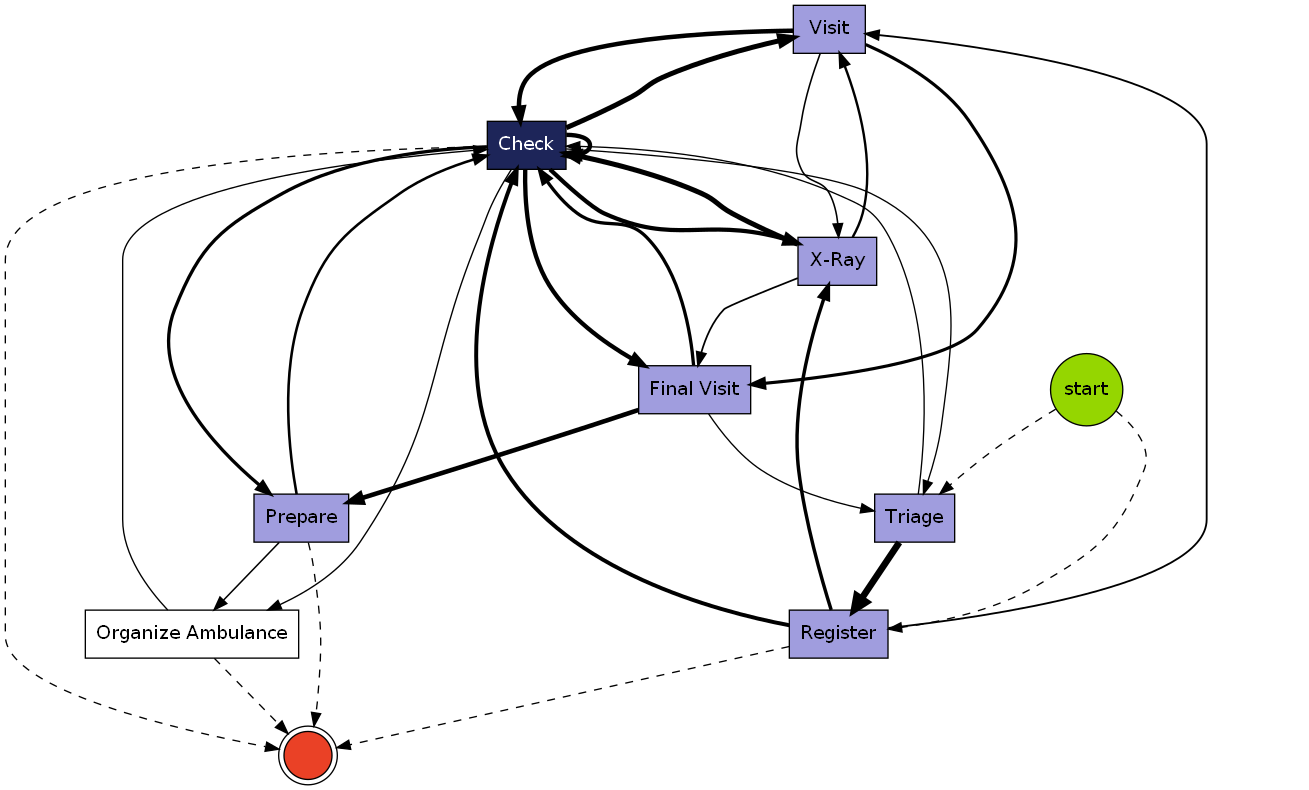 Visit
Check
X-Ray
Final Visit
start
Prepare
Triage
Organize Ambulance
Register